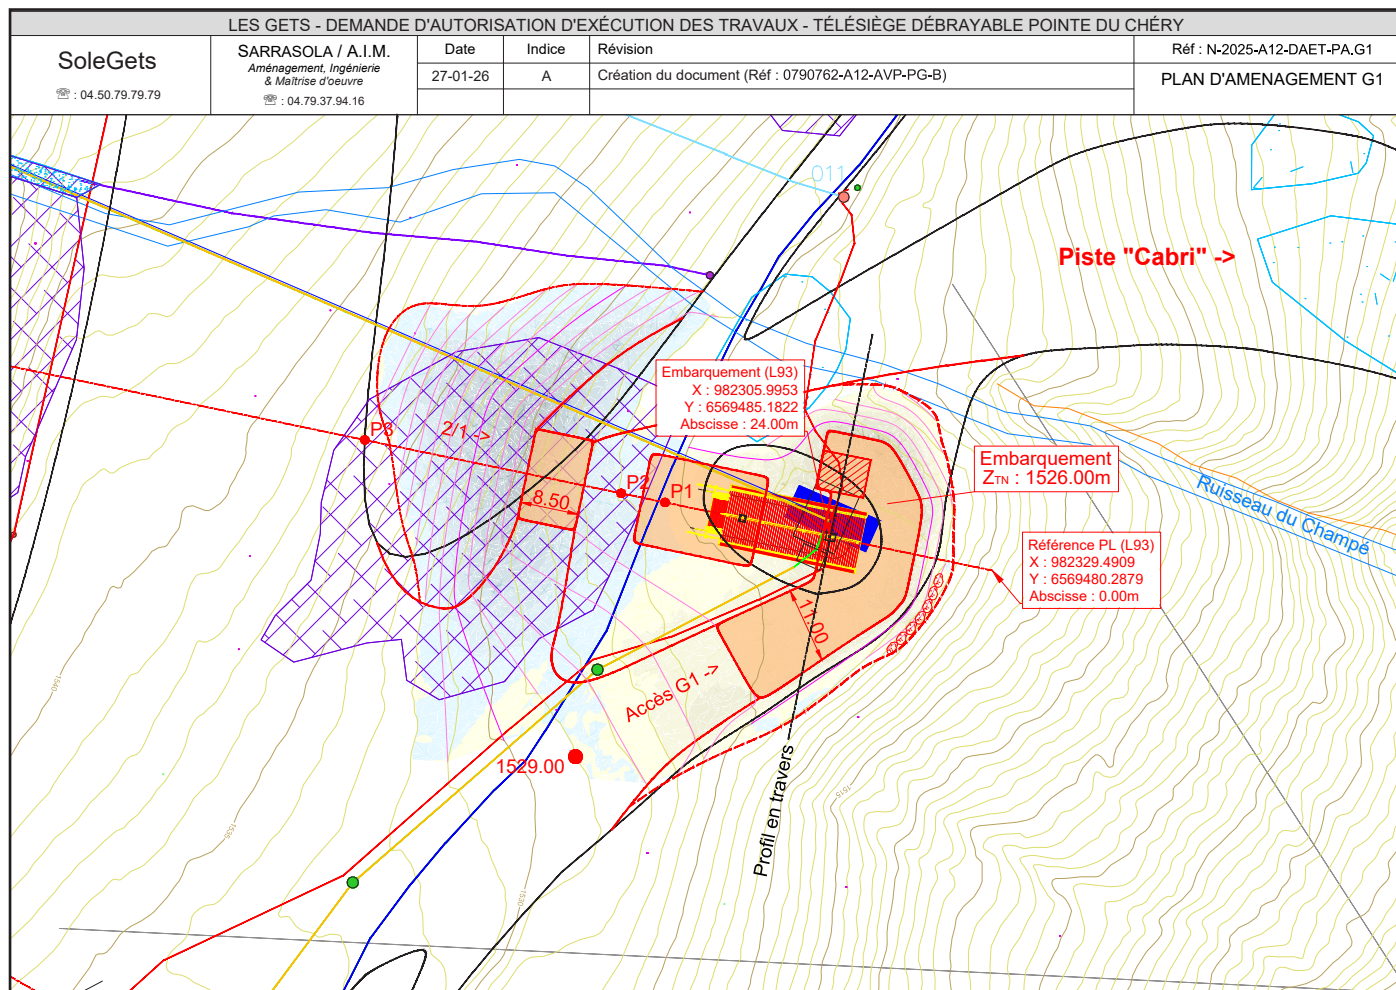 LES GETS - DEMANDE D'AUTORISATION D'EXÉCUTION DES TRAVAUX - TÉLÉSIÈGE DÉBRAYABLE POINTE DU CHÉRY
SoleGets
☏ : 04.50.79.79.79
SARRASOLA / A.I.M.
Aménagement, Ingénierie
& Maîtrise d'oeuvre
☏ : 04.79.37.94.16
Date Indice Révision
27-01-26 A Création du document (Réf : 0790762-A12-AVP-PG-B)
Réf : N-2025-A12-DAET-PA.G1
PLAN D'AMENAGEMENT G1
011
Piste "Cabri" ->
Embarquement (L93)
X : 982305.9953
Y : 6569485.1822
Abscisse : 24.00m
P3
2/1 ->
P2
P1
8.50
Embarquement
ZTN : 1526.00m
Ruisseau du Champé
Référence PL (L93)
X : 982329.4909
Y : 6569480.2879
Abscisse : 0.00m
11.00
Accès G1 ->
1529.00
Profil en travers
1540
1535
1530
1515